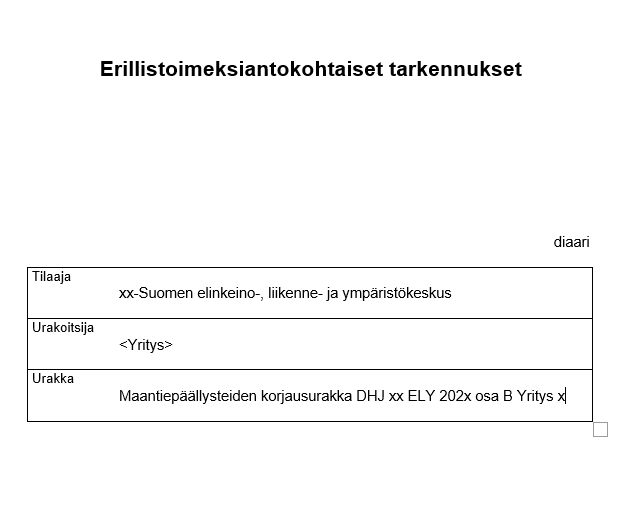 Erillistoimeksiantokohtaiset tarkennukset
diaari
Tilaaja
xx-Suomen elinkeino-, liikenne- ja ympäristökeskus
Urakoitsija
<Yritys>
Urakka
Maantiepäällysteiden korjausurakka DHJ xx ELY 202x osa B Yritys x